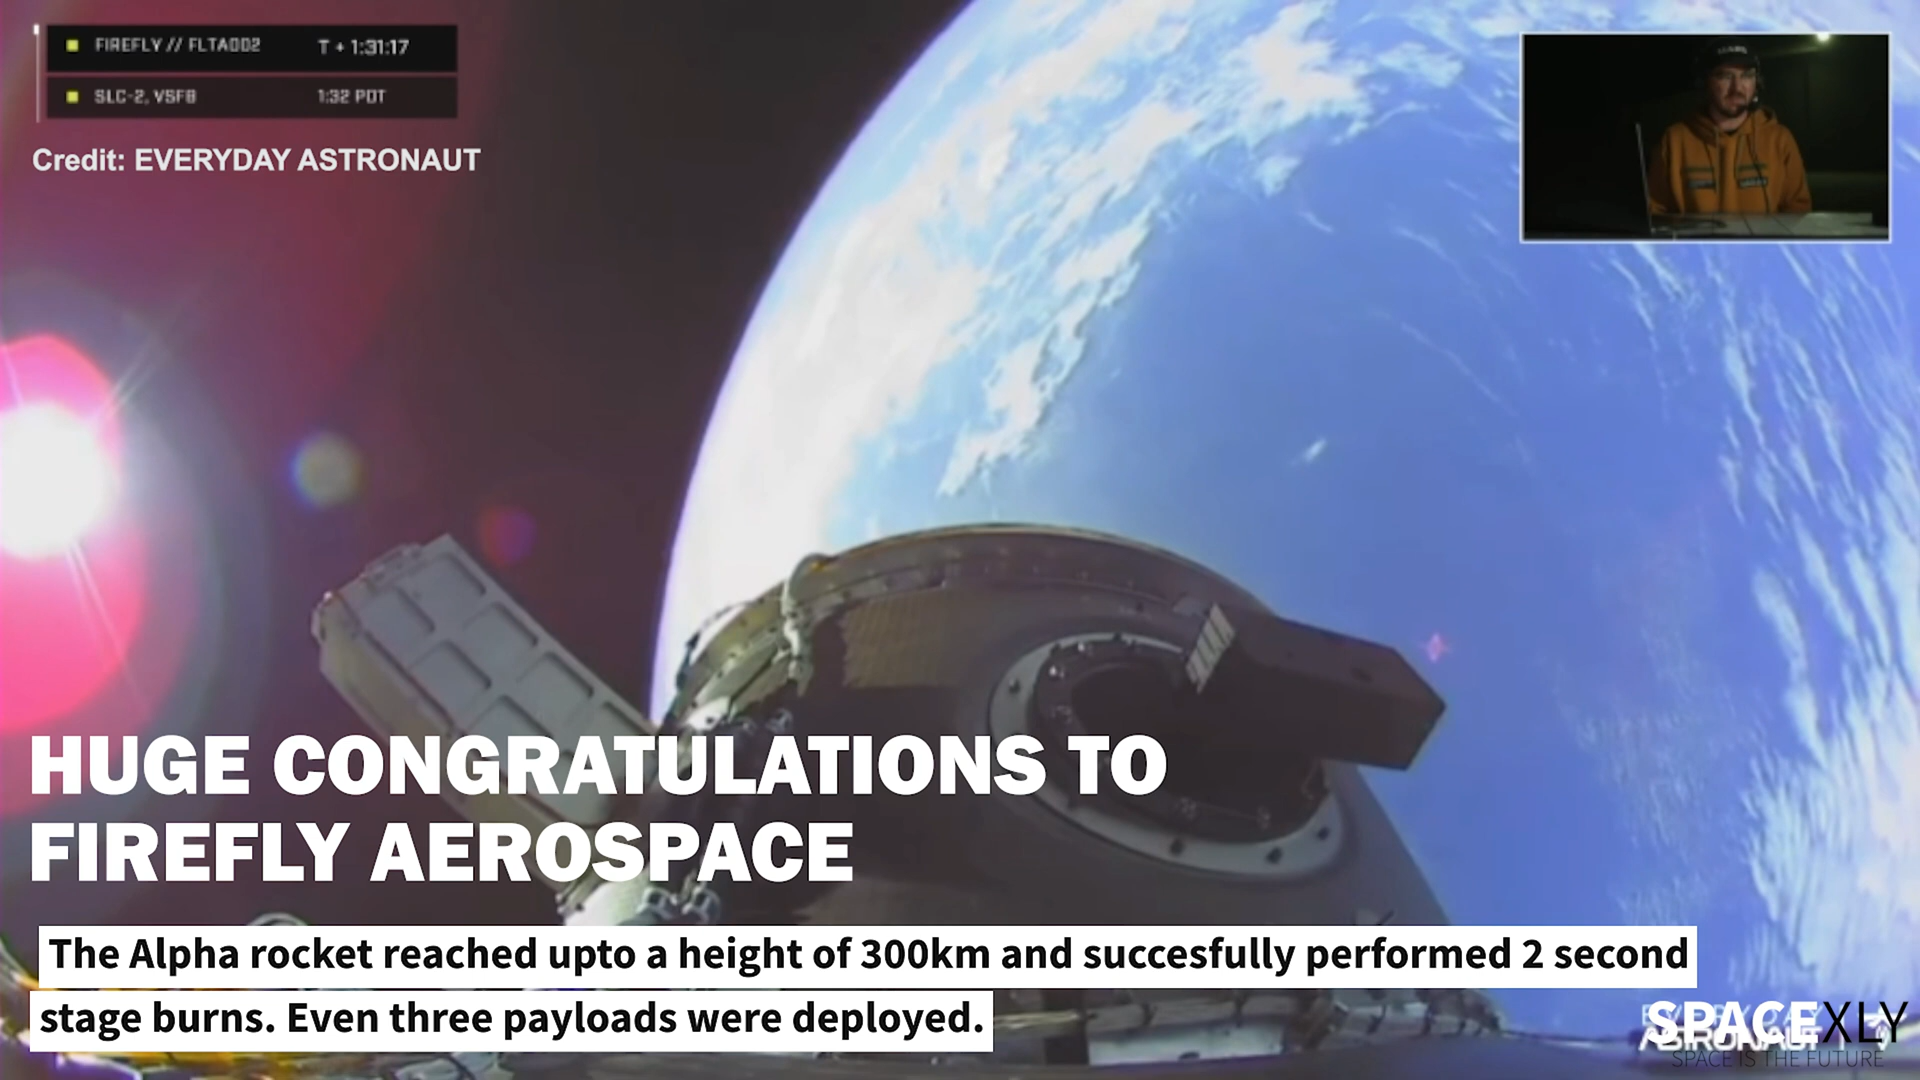 FIREFLY // FLTA002 T + 1:31:17
SLC-2, VSFB 1:32 PDT
Credit: EVERYDAY ASTRONAUT
HUGE CONGRATULATIONS TO
FIREFLY AEROSPACE
The Alpha rocket reached upto a height of 300km and succesfully performed 2 second
stage burns. Even three payloads were deployed.
SPACEXLY
ASTRONAUT
SPACE IS THE FUTURE